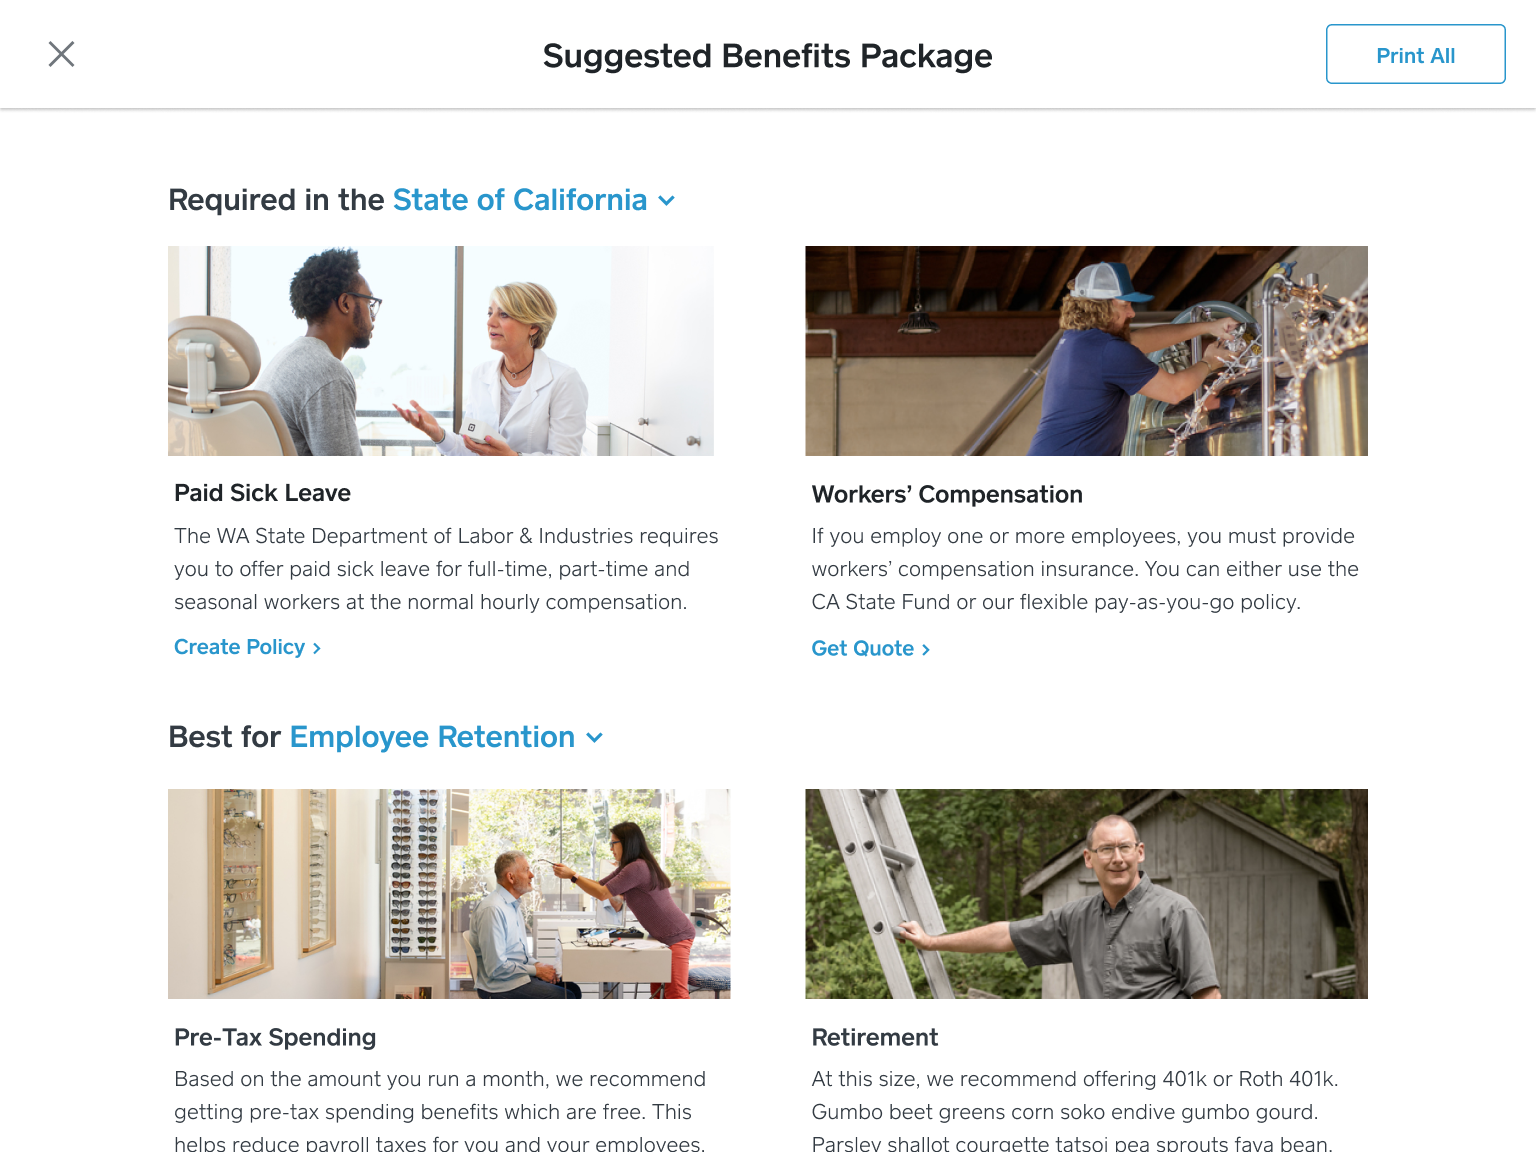 Suggested Benefits Package
Print All
Required in the State of California
Paid Sick Leave
The WA State Department of Labor & Industries requires
you to offer paid sick leave for full-time, part-time and
seasonal workers at the normal hourly compensation.
Create Policy >
Workers’ Compensation
If you employ one or more employees, you must provide
workers’ compensation insurance. You can either use the
CA State Fund or our flexible pay-as-you-go policy.
Get Quote >
Best for Employee Retention
Pre-Tax Spending
Based on the amount you run a month, we recommend
getting pre-tax spending benefits which are free. This
helps reduce payroll taxes for you and your employees.
Retirement
At this size, we recommend offering 401k or Roth 401k.
Gumbo beet greens corn soko endive gumbo gourd.
Parsley shallot courgette tatsoi pea sprouts fava bean.